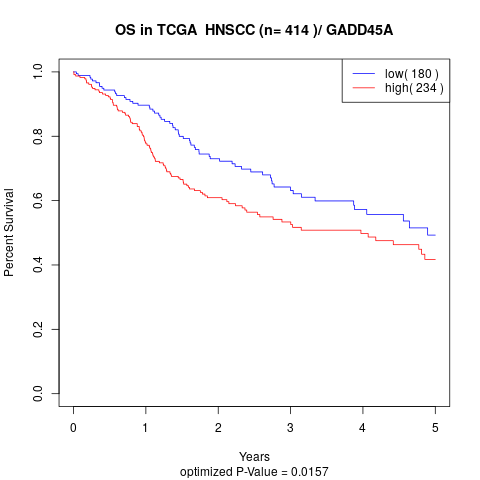 OS in TCGA  HNSCC (n= 414 )/ GADD45A
low( 180 )
high( 234 )
Percent Survival
1.0
0.8
0.6
0.4
0.2
0.0
0 1 2 3 4 5
Years
optimized P-Value = 0.0157